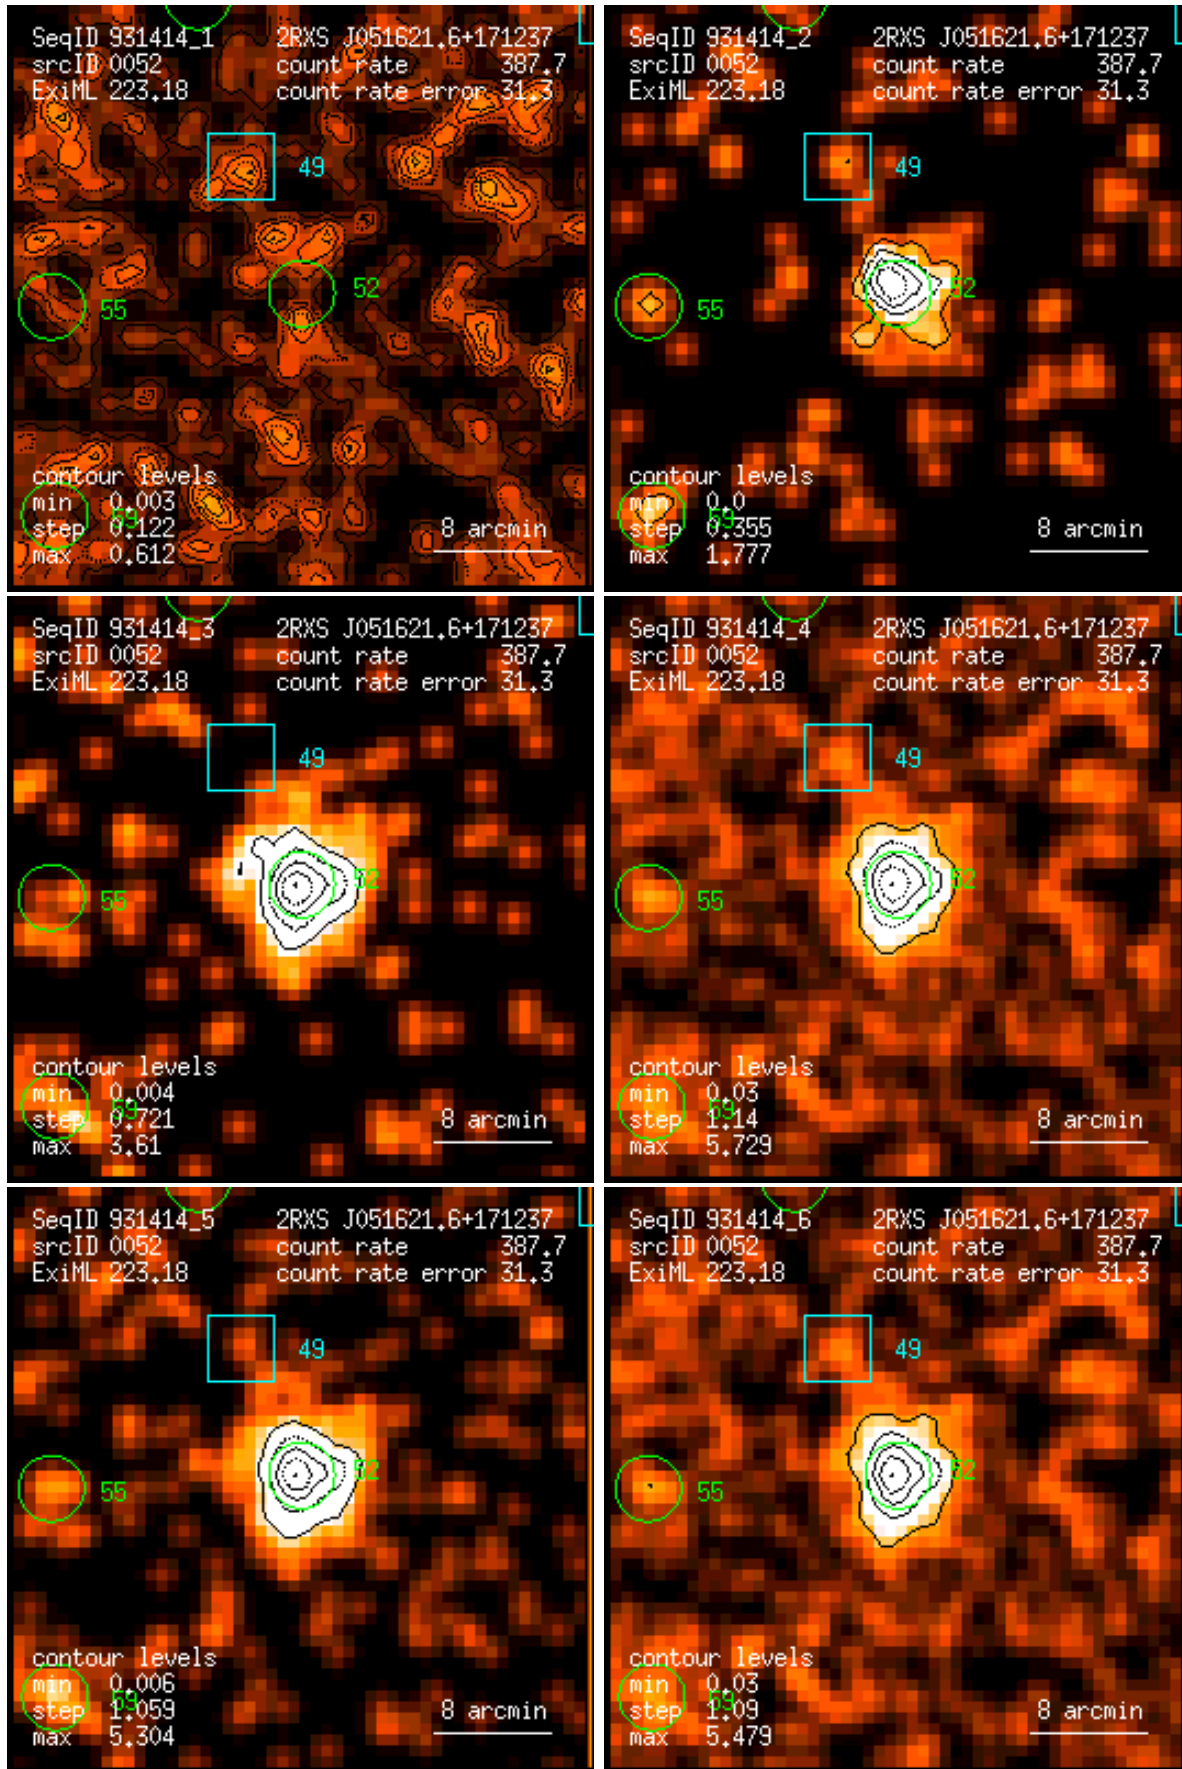 SeqID 931414_1 2RXS J051621.6+171237
srcID 0052 count rate 387.7
ExiML 223.18 count rate error 31.3
49
52
55
contour levels
min 0.003
59
step 0.122 8 arcmin
max 0.612
SeqID 931414_2 2RXS J051621.6+171237
srcID 0052 count rate 387.7
ExiML 223.18 count rate error 31.3
49
52
55
contour levels
min 0.0
59
step 0.355 8 arcmin
max 1.777
SeqID 931414_3 2RXS J051621.6+171237
srcID 0052 count rate 387.7
ExiML 223.18 count rate error 31.3
49
52
55
contour levels
min 0.004
59
step 0.721 8 arcmin
max 3.61
SeqID 931414_4 2RXS J051621.6+171237
srcID 0052 count rate 387.7
ExiML 223.18 count rate error 31.3
49
52
55
contour levels
min 0.03
59
step 1.14 8 arcmin
max 5.729
SeqID 931414_5 2RXS J051621.6+171237
srcID 0052 count rate 387.7
ExiML 223.18 count rate error 31.3
49
52
55
contour levels
min 0.006
59
step 1.059 8 arcmin
max 5.304
SeqID 931414_6 2RXS J051621.6+171237
srcID 0052 count rate 387.7
ExiML 223.18 count rate error 31.3
49
52
55
contour levels
min 0.03
59
step 1.09 8 arcmin
max 5.479